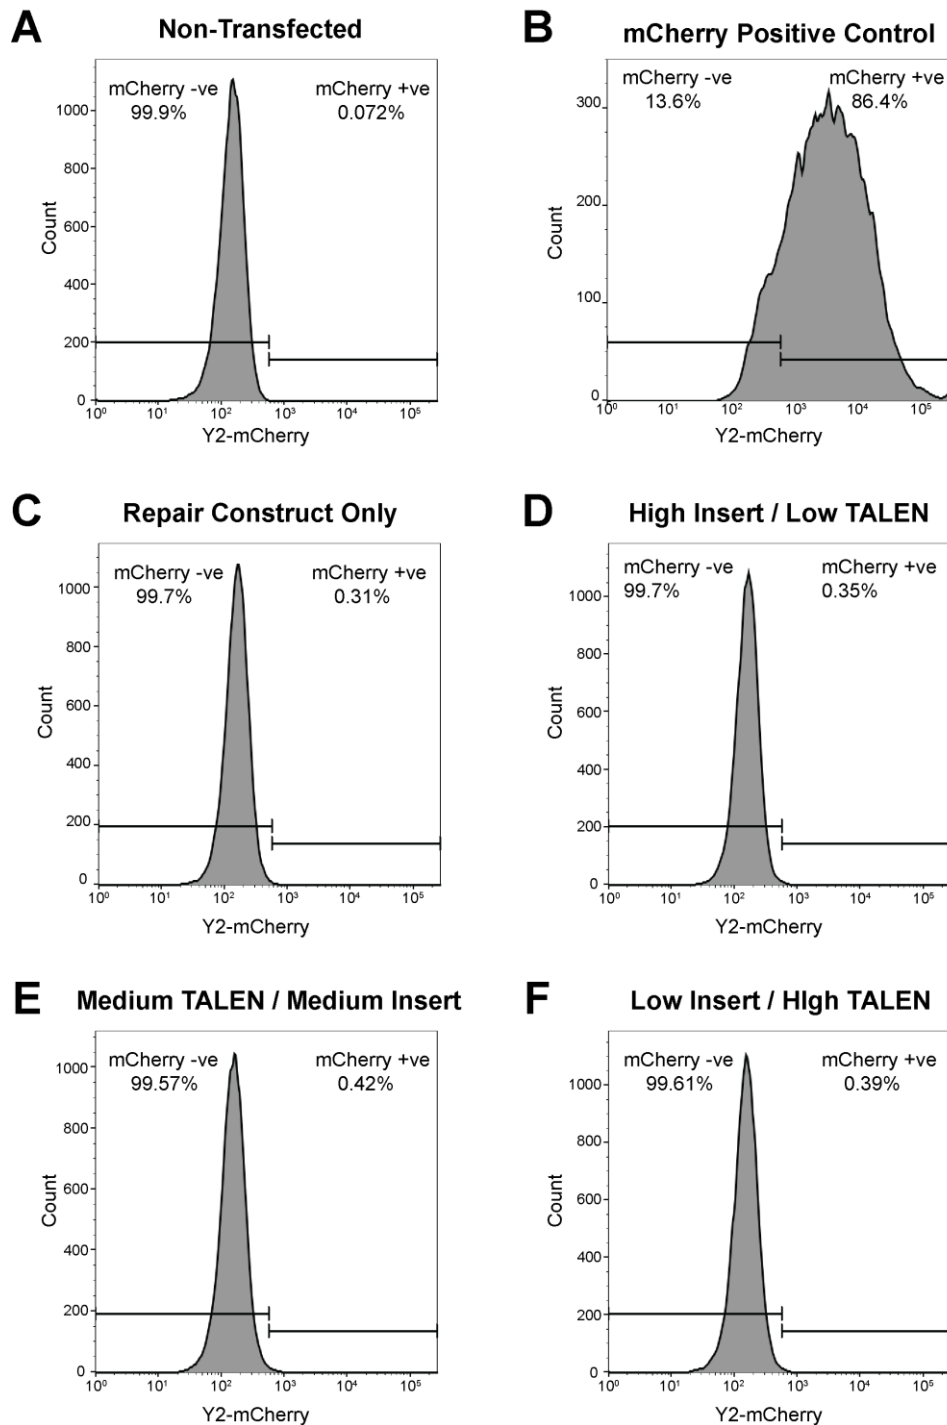 A Non-Transfected
mCherry -ve
99.9%
mCherry +ve
0.072%
1000
800
600
400
200
0
Count
10⁰ 10¹ 10² 10³ 10⁴ 10⁵
Y2-mCherry
B mCherry Positive Control
mCherry -ve
13.6%
mCherry +ve
86.4%
300
200
100
0
Count
10⁰ 10¹ 10² 10³ 10⁴ 10⁵
Y2-mCherry
C Repair Construct Only
mCherry -ve
99.7%
mCherry +ve
0.31%
1000
800
600
400
200
0
Count
10⁰ 10¹ 10² 10³ 10⁴ 10⁵
Y2-mCherry
D High Insert / Low TALEN
mCherry -ve
99.7%
mCherry +ve
0.35%
1000
800
600
400
200
0
Count
10⁰ 10¹ 10² 10³ 10⁴ 10⁵
Y2-mCherry
E Medium TALEN / Medium Insert
mCherry -ve
99.57%
mCherry +ve
0.42%
1000
800
600
400
200
0
Count
10⁰ 10¹ 10² 10³ 10⁴ 10⁵
Y2-mCherry
F Low Insert / HIgh TALEN
mCherry -ve
99.61%
mCherry +ve
0.39%
1000
800
600
400
200
0
Count
10⁰ 10¹ 10² 10³ 10⁴ 10⁵
Y2-mCherry